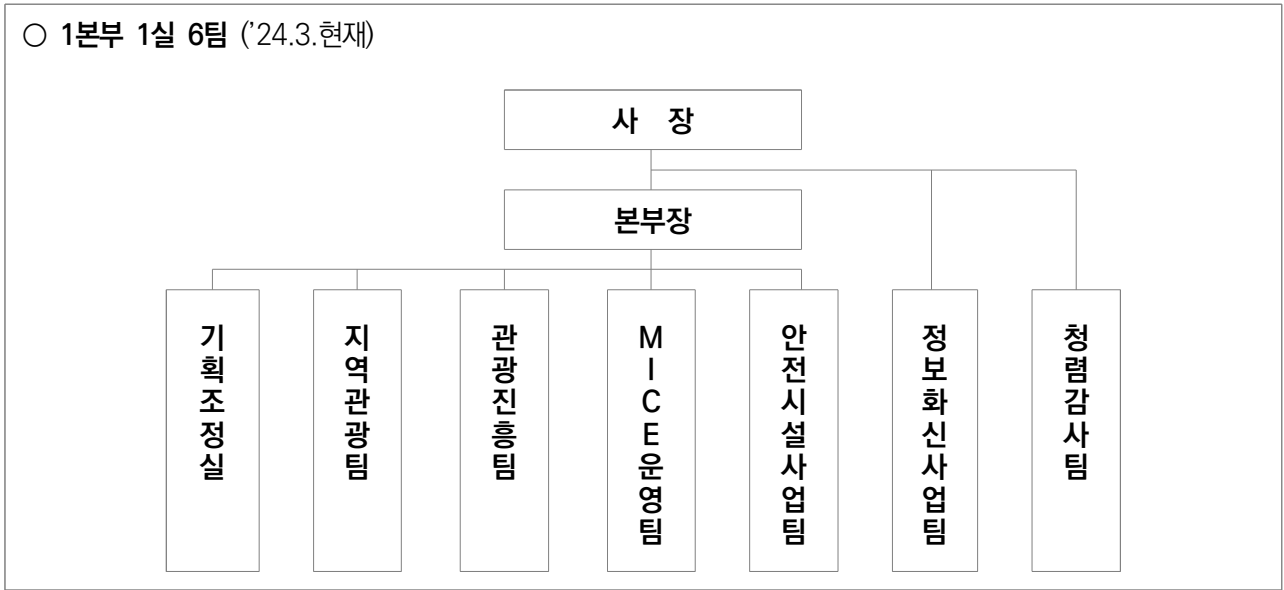 ○ 1본부 1실 6팀 (’24.3.현재)
사 장
본부장
기획조정실
지역관광팀
관광진흥팀
MICE운영팀
안전시설사업팀
정보화신사업팀
청렴감사팀